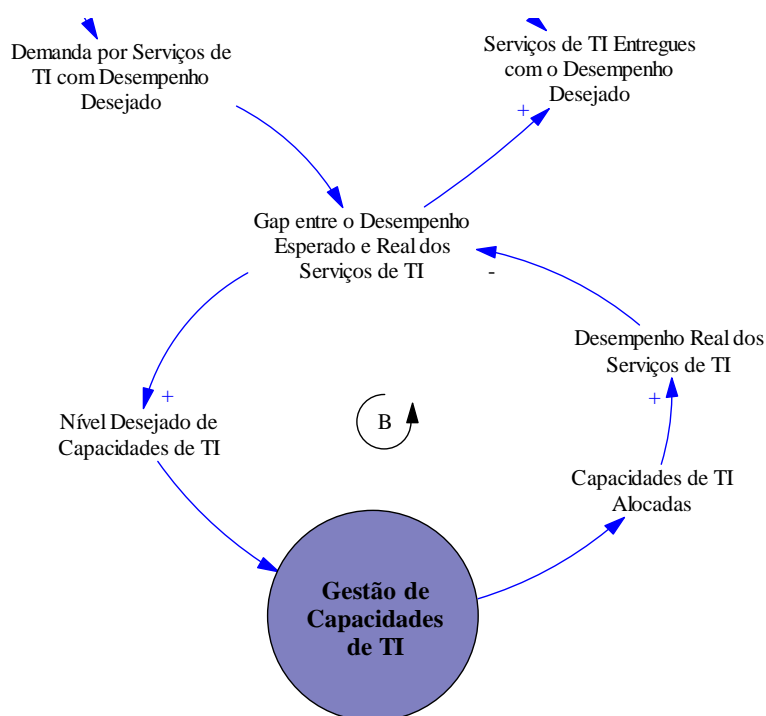 Demanda por Serviços de
TI com Desempenho
Desejado
Serviços de TI Entregues
com o Desempenho
Desejado
+
Gap entre o Desempenho
Esperado e Real dos
Serviços de TI
-
Desempenho Real dos
Serviços de TI
+
+
Nível Desejado de
Capacidades de TI
B
Capacidades de TI
Alocadas
Gestão de
Capacidades
de TI